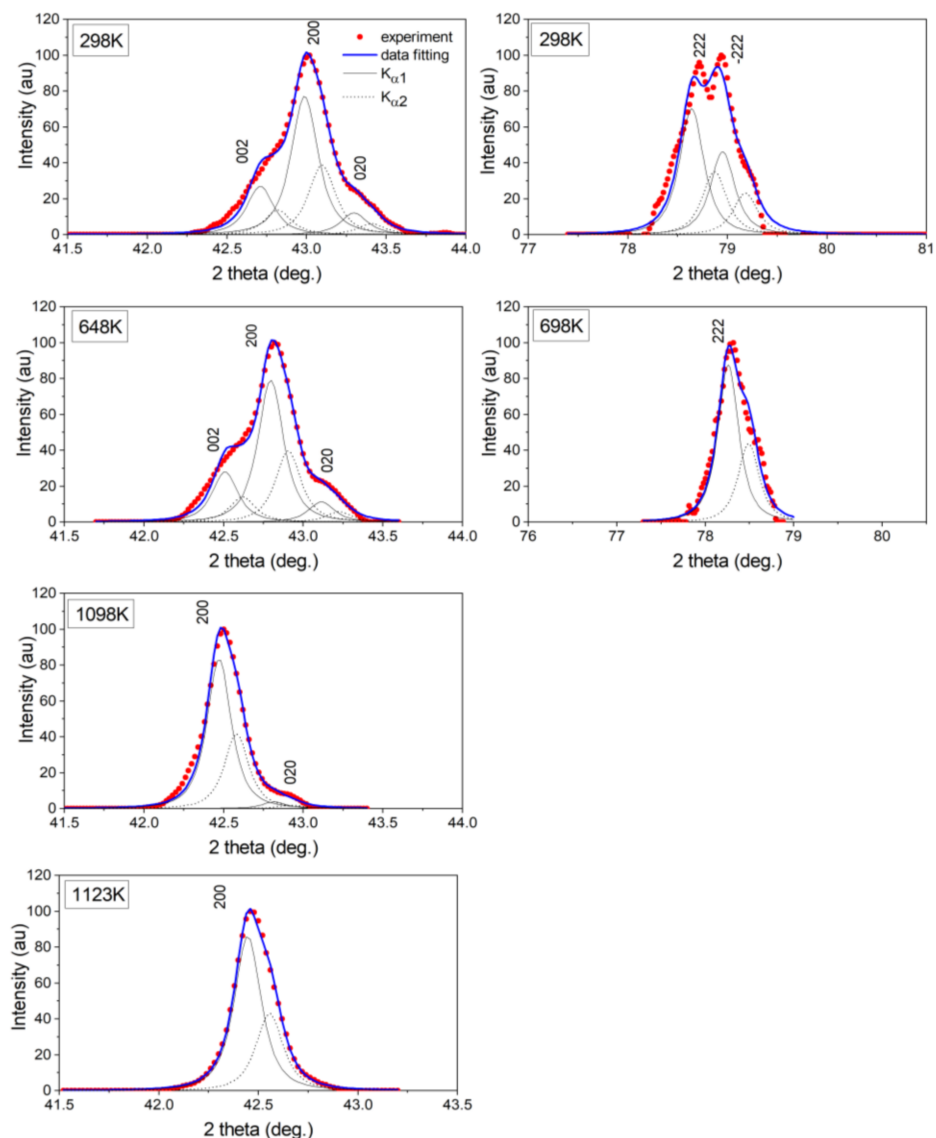 298K
002
200
020
experiment
data fitting
Kα1
Kα2
Intensity (au)
120
100
80
60
40
20
0
41.5 42.0 42.5 43.0 43.5 44.0
2 theta (deg.)
298K
222
-222
Intensity (au)
120
100
80
60
40
20
0
77 78 79 80 81
2 theta (deg.)
648K
002
200
020
Intensity (au)
120
100
80
60
40
20
0
41.5 42.0 42.5 43.0 43.5 44.0
2 theta (deg.)
698K
222
Intensity (au)
120
100
80
60
40
20
0
76 77 78 79 80
2 theta (deg.)
1098K
200
020
Intensity (au)
120
100
80
60
40
20
0
41.5 42.0 42.5 43.0 43.5 44.0
2 theta (deg.)
1123K
200
Intensity (au)
120
100
80
60
40
20
0
41.5 42.0 42.5 43.0 43.5
2 theta (deg.)